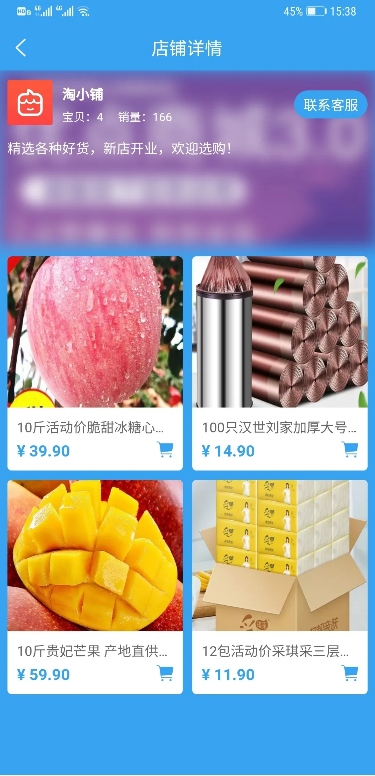 45% 15:38
店铺详情
淘小铺
宝贝：4 销量：166
联系客服
精选各种好货，新店开业，欢迎选购！
10斤活动价脆甜冰糖心...
100只汉世刘家加厚大号...
¥ 39.90
¥ 14.90
10斤贵妃芒果 产地直供...
12包活动价采琪采三层...
¥ 59.90
¥ 11.90